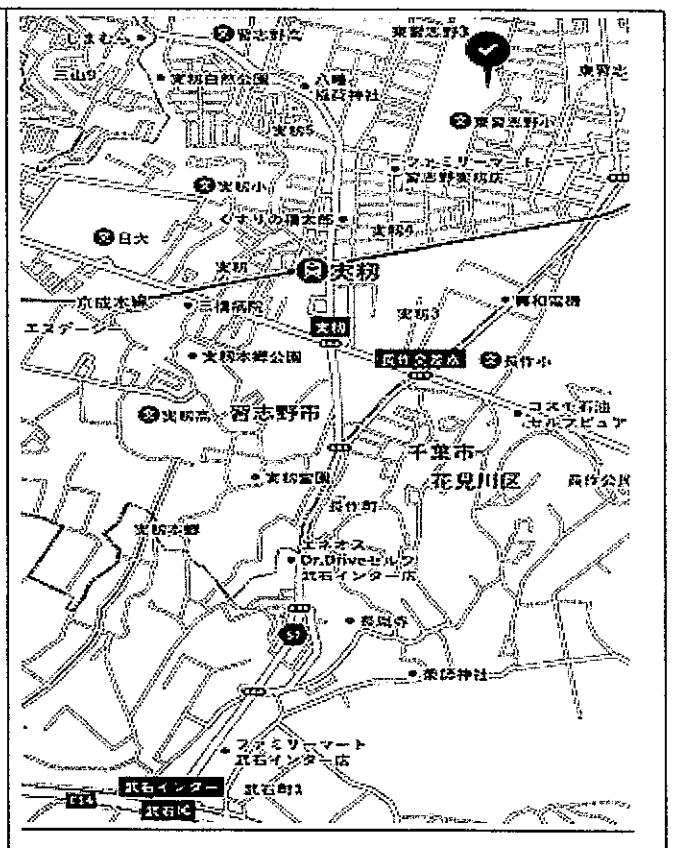 しまむら
習志野高
東習志野3
三山9
実籾自然公園
八幡
稲荷神社
東習志
東習志野小
実籾5
ファミリーマート
習志野実籾店
実籾小
くすりの福太郎
日大
実籾4
実籾
実籾
京成本線
三橋病院
実籾3
興和電機
エヌデーシー
実籾
実籾本郷公園
長作交差点
長作小
コスモ石油
セルフピュア
実籾高
習志野市
千葉市
花見川区
実籾霊園
長作町
長作公民
実籾本郷
エネオス
Dr.Driveセルフ
武石インター店
57
長胤寺
薬師神社
ファミリーマート
武石インター店
武石インター
武石町1
E14
武石IC